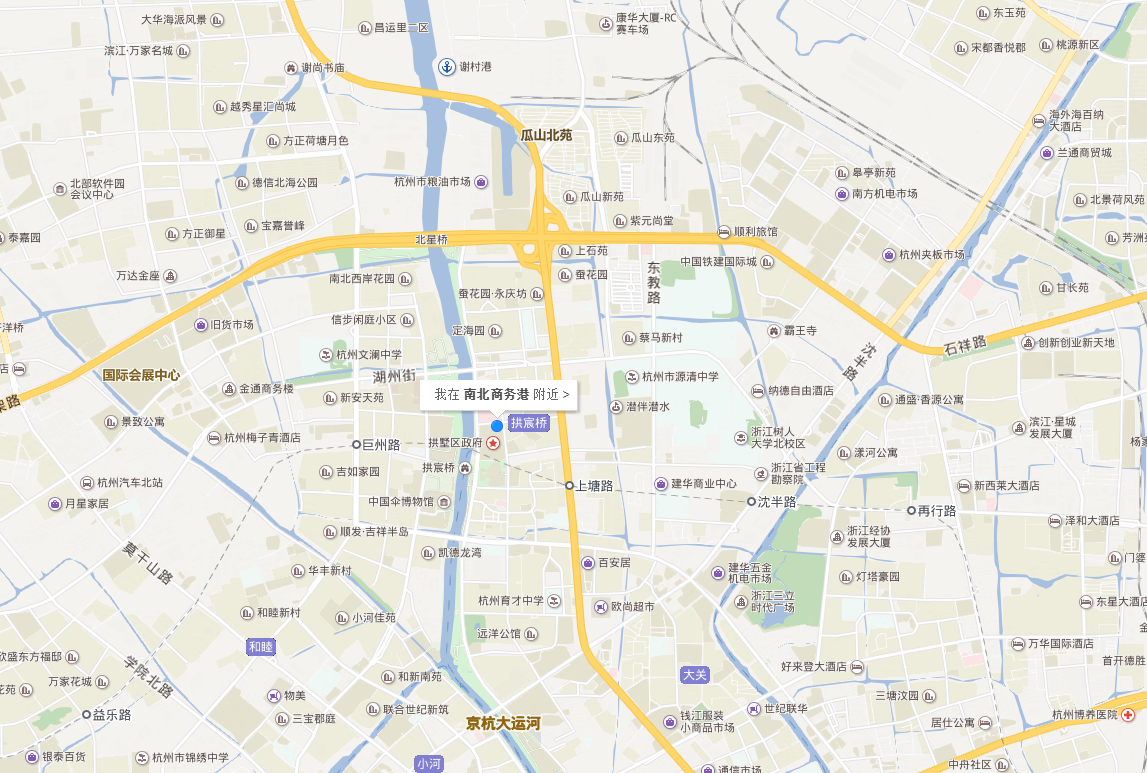 大华海派风景
昌运里二区
康华大厦-RC
赛车场
东玉苑
滨江·万家名城
谢尚书庙
谢村港
宋都香悦郡
桃源新区
越秀星汇尚城
瓜山北苑
瓜山东苑
海外海百纳
大酒店
方正荷塘月色
兰通商贸城
北部软件园
会议中心
德信北海公园
杭州市粮油市场
瓜山新苑
皋亭新苑
南方机电市场
北景荷风苑
宝嘉誉峰
紫元尚堂
泰嘉园
方正御星
北星桥
上石苑
顺利旅馆
杭州夹板市场
芳洲
万达金座
南北西岸花园
蚕花园
东教路
中国铁建国际城
蚕花园·永庆坊
甘长苑
旧货市场
信步闲庭小区
定海园
蔡马新村
霸王寺
沈半路
石祥路
创新创业新天地
洋桥
杭州文澜中学
店
国际会展中心
湖州街
杭州市源清中学
金通商务楼
我在 南北商务港 附近 >
纳德自由酒店
新安天苑
潜伴潜水
通盛·香源公寓
架路
景致公寓
拱宸桥
滨江·星城
发展大厦
杭州梅子青酒店
巨州路
拱墅区政府
浙江树人
大学北校区
杨家
漾河公寓
吉如家园
拱宸桥
浙江省工程
勘察院
杭州汽车北站
上塘路
建华商业中心
新西莱大酒店
月星家居
中国伞博物馆
沈半路
再行路
顺发·吉祥半岛
泽和大酒店
浙江经协
发展大厦
莫干山路
凯德龙湾
百安居
门婆
华丰新村
建华五金
机电市场
灯塔豪园
杭州育才中学
欧尚超市
浙江三立
时代广场
东星大酒店
和睦新村
小河佳苑
远洋公馆
万华国际酒店
金
和睦
欣盛东方福邸
好来登大酒店
首开德胜
学院北路
和新南苑
大关
万家花城
花苑
物美
三塘汶园
益乐路
三宝郡庭
联合世纪新筑
京杭大运河
钱江服装
小商品市场
世纪联华
居仕公寓
杭州博养医院
银泰百货
杭州市锦绣中学
小河
通信市场
中舟社区